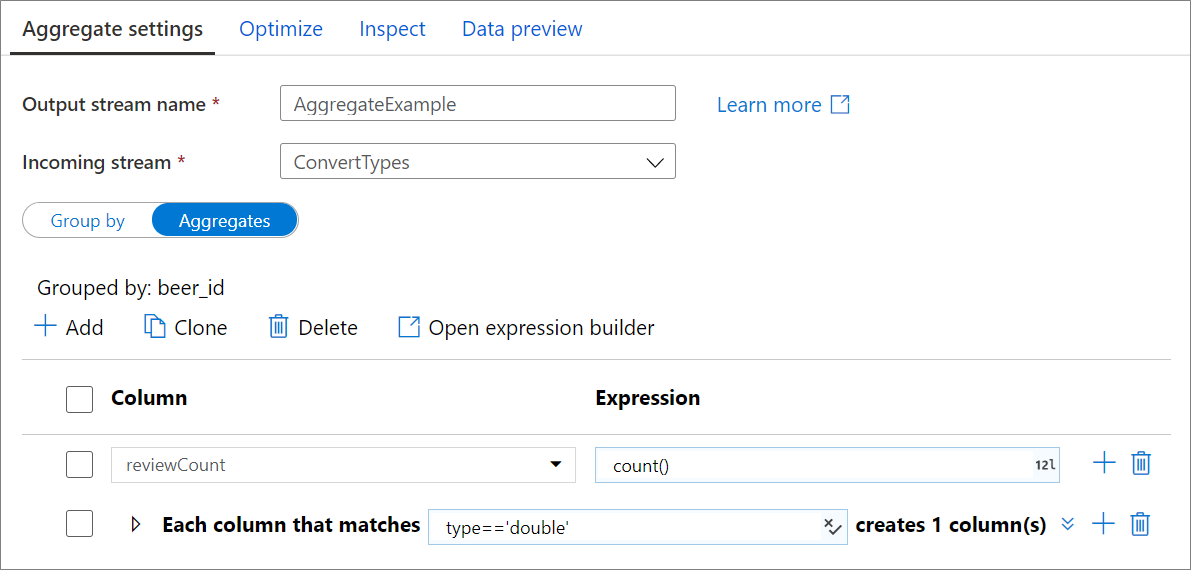 Aggregate settings Optimize Inspect Data preview
Output stream name * AggregateExample Learn more
Incoming stream * ConvertTypes
Group by Aggregates
Grouped by: beer_id
Add Clone Delete Open expression builder
Column Expression
reviewCount count() 12l
Each column that matches type=='double' creates 1 column(s)